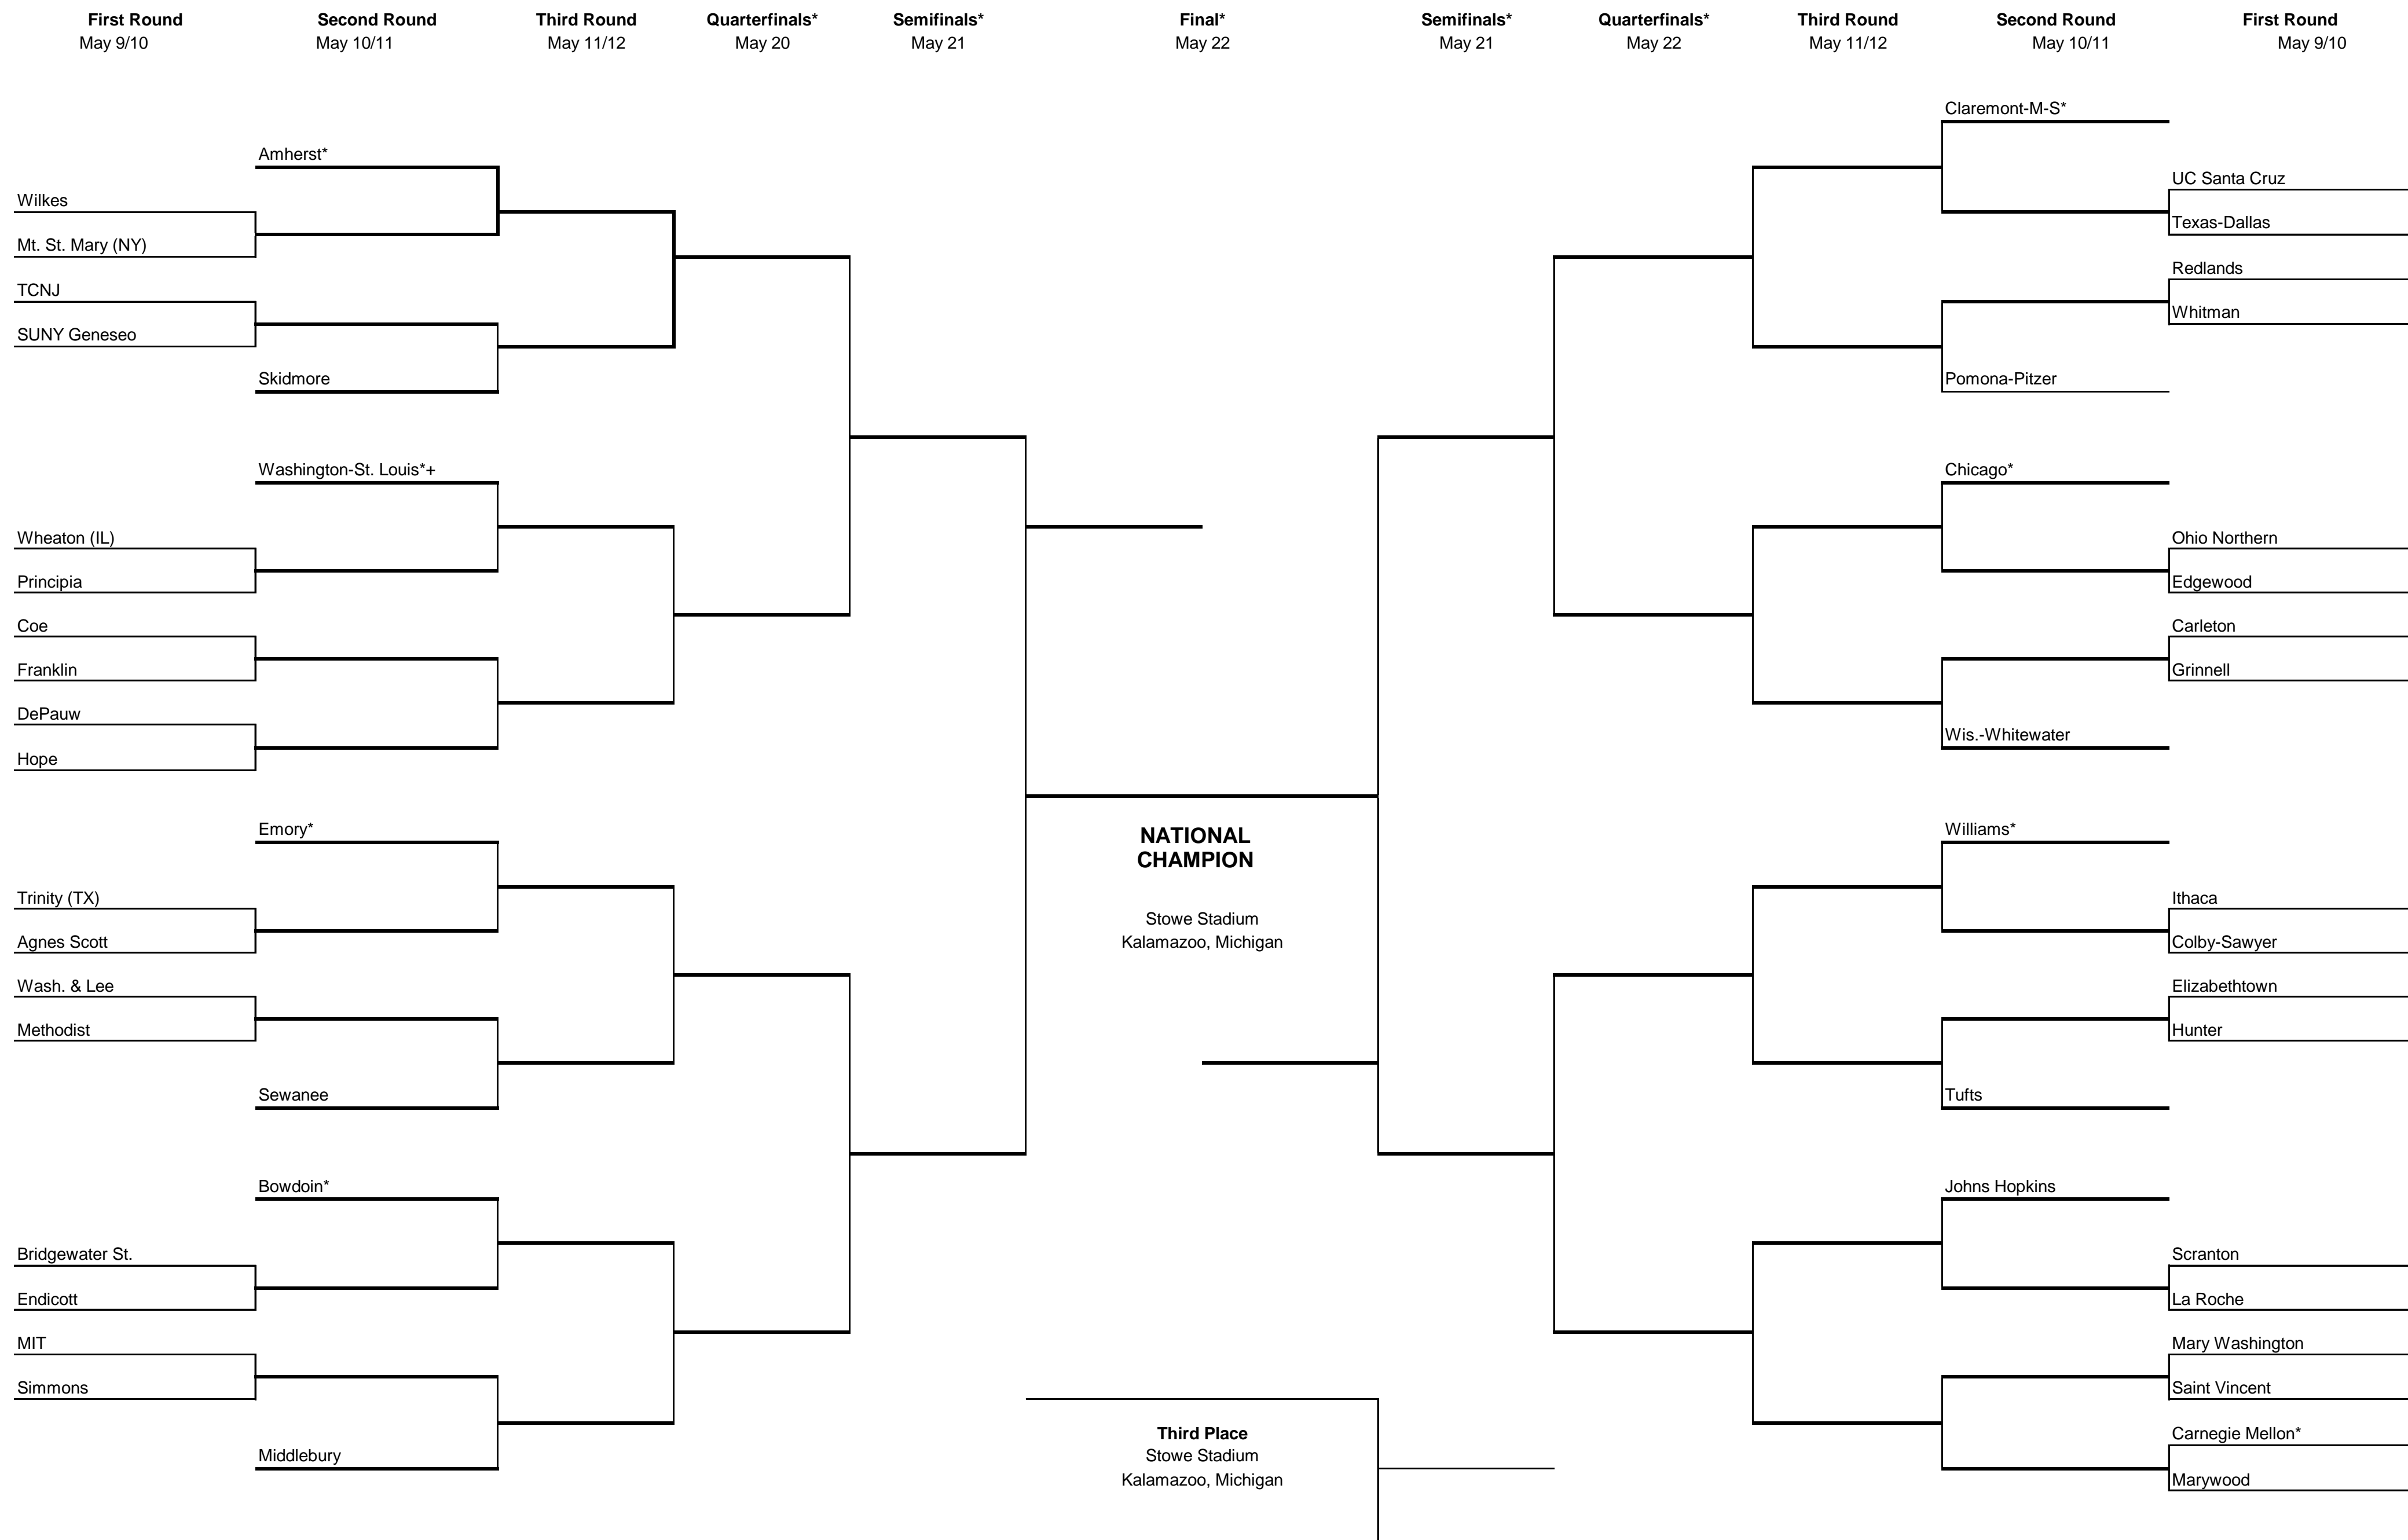 First Round Second Round Third Round Quarterfinals* Semifinals* Final* Semifinals* Quarterfinals* Third Round Second Round First Round
May 9/10 May 10/11 May 11/12 May 20 May 21 May 22 May 21 May 22 May 11/12 May 10/11 May 9/10
Amherst*
Wilkes
Mt. St. Mary (NY)
TCNJ
SUNY Geneseo
Skidmore
Washington-St. Louis*+
Wheaton (IL)
Principia
Coe
Franklin
DePauw
Hope
Emory*
Trinity (TX)
Agnes Scott
Wash. & Lee
Methodist
Sewanee
Bowdoin*
Bridgewater St.
Endicott
MIT
Simmons
Middlebury
NATIONAL
CHAMPION
Stowe Stadium
Kalamazoo, Michigan
Third Place
Stowe Stadium
Kalamazoo, Michigan
Claremont-M-S*
UC Santa Cruz
Texas-Dallas
Redlands
Whitman
Pomona-Pitzer
Chicago*
Ohio Northern
Edgewood
Carleton
Grinnell
Wis.-Whitewater
Williams*
Ithaca
Colby-Sawyer
Elizabethtown
Hunter
Tufts
Johns Hopkins
Scranton
La Roche
Mary Washington
Saint Vincent
Carnegie Mellon*
Marywood